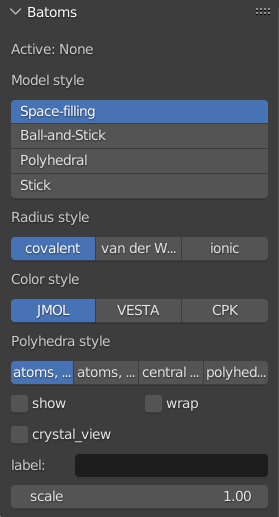 Batoms
Active: None
Model style
Space-filling
Ball-and-Stick
Polyhedral
Stick
Radius style
covalent van der W... ionic
Color style
JMOL VESTA CPK
Polyhedra style
atoms, ... atoms, ... central ... polyhed...
show wrap
crystal_view
label:
scale 1.00